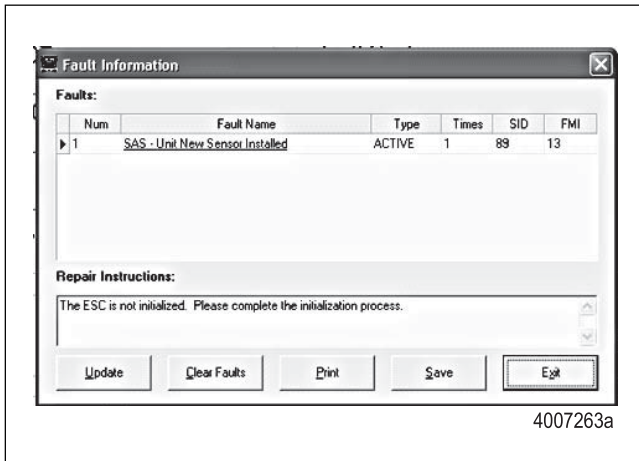 Fault Information
Faults:
Num Fault Name Type Times SID FMI
1 SAS - Unit New Sensor Installed ACTIVE 1 89 13
Repair Instructions:
The ESC is not initialized. Please complete the initialization process.
Update Clear Faults Print Save Exit
4007263a